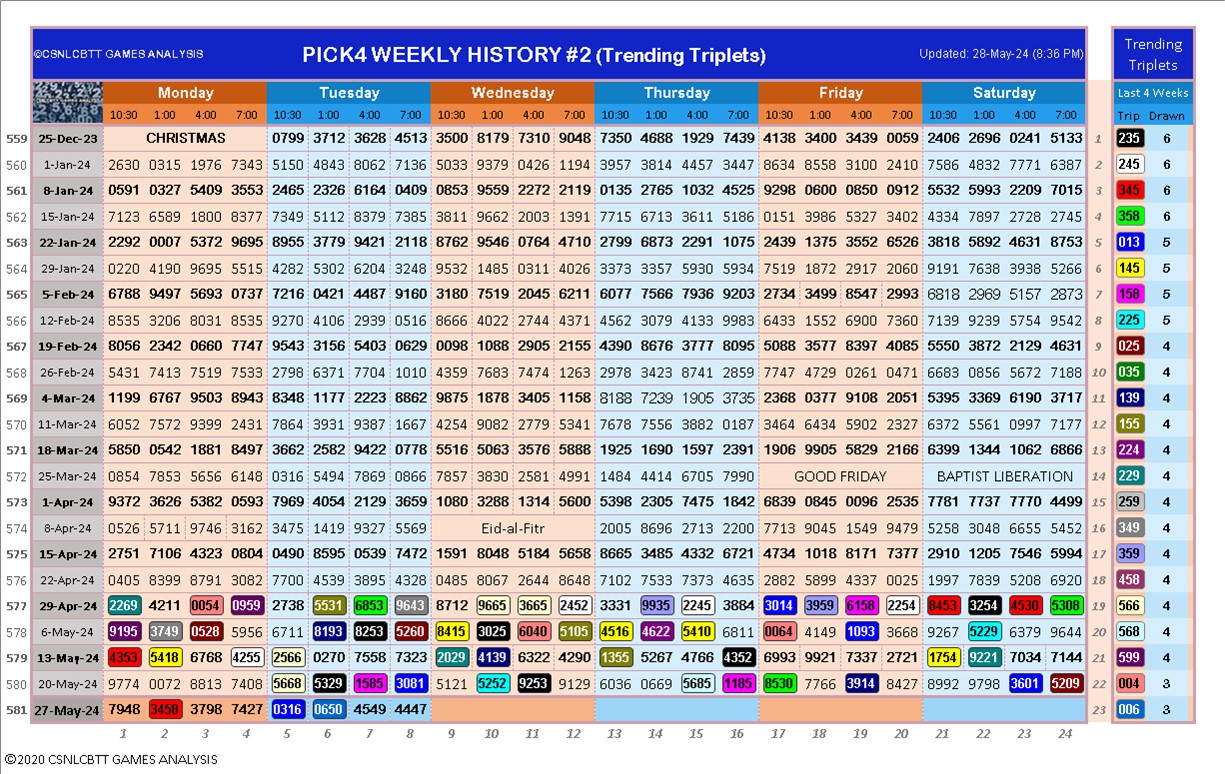 ©CSNLCBTT GAMES ANALYSIS PICK4 WEEKLY HISTORY #2 (Trending Triplets) Updated: 28-May-24 (8:36 PM) Trending
Triplets
Monday Tuesday Wednesday Thursday Friday Saturday Last 4 Weeks
10:30 1:00 4:00 7:00 10:30 1:00 4:00 7:00 10:30 1:00 4:00 7:00 10:30 1:00 4:00 7:00 10:30 1:00 4:00 7:00 10:30 1:00 4:00 7:00 Trip Drawn
559 25-Dec-23 CHRISTMAS 0799 3712 3628 4513 3500 8179 7310 9048 7350 4688 1929 7439 4138 3400 3439 0059 2406 2696 0241 5133 1 235 6
560 1-Jan-24 2630 0315 1976 7343 5150 4843 8062 7136 5033 9379 0426 1194 3957 3814 4457 3447 8634 8558 3100 2410 7586 4832 7771 6387 2 245 6
561 8-Jan-24 0591 0327 5409 3553 2465 2326 6164 0409 0853 9559 2272 2119 0135 2765 1032 4525 9298 0600 0850 0912 5532 5993 2209 7015 3 345 6
562 15-Jan-24 7123 6589 1800 8377 7349 5112 8379 7385 3811 9662 2003 1391 7715 6713 3611 5186 0151 3986 5327 3402 4334 7897 2728 2745 4 358 6
563 22-Jan-24 2292 0007 5372 9695 8955 3779 9421 2118 8762 9546 0764 4710 2799 6873 2291 1075 2439 1375 3552 6526 3818 5892 4631 8753 5 013 5
564 29-Jan-24 0220 4190 9695 5515 4282 5302 6204 3248 9532 1485 0311 4026 3373 3357 5930 5934 7519 1872 2917 2060 9191 7638 3938 5266 6 145 5
565 5-Feb-24 6788 9497 5693 0737 7216 0421 4487 9168 3180 7519 2045 6211 6077 7566 7936 9203 2734 3499 8547 2993 6818 2969 5157 2873 7 158 5
566 12-Feb-24 8535 3206 8031 8535 9270 4106 2939 0518 0666 4022 2744 4371 4562 3079 4133 9983 6433 1552 6900 7360 7139 9239 5754 9542 8 225 5
567 19-Feb-24 8056 2342 0660 7747 9543 3156 5403 0629 0098 1088 2905 2155 4390 8676 3777 8095 5088 3577 8397 4085 5550 3872 2129 4631 9 025 4
568 26-Feb-24 5431 7413 7519 7533 2798 6371 7704 1010 4359 7683 7474 1263 2978 3423 8741 2859 7747 4729 0261 0471 6683 0856 5672 7188 10 035 4
569 4-Mar-24 1199 6767 9503 8943 8348 1177 2223 8862 9875 1878 3405 1158 8188 7239 1905 3735 2368 0377 9108 2051 5395 3369 6190 3717 11 139 4
570 11-Mar-24 6052 7572 9399 2431 7864 3931 9387 1667 4254 9082 2779 5341 7678 7556 3882 0187 3464 6434 5902 2327 6372 5561 0997 7177 12 155 4
571 18-Mar-24 5850 0542 1881 8497 3662 2582 9422 0778 5516 5063 3576 5888 1925 1690 1597 2391 1906 9905 5829 2166 6399 1344 1062 6866 13 224 4
572 25-Mar-24 0854 7853 5656 6148 0316 5494 7869 0868 0857 3830 2581 4991 1484 4414 6705 7990 GOOD FRIDAY BAPTIST LIBERATION 14 229 4
573 1-Apr-24 9372 3626 5382 0593 7969 4054 2129 3659 1080 3288 1314 5600 5398 2305 7475 1842 6839 0845 0096 2535 7781 7737 7770 4499 15 259 4
574 8-Apr-24 0526 5711 9746 3162 3475 1419 9327 5569 Eid-al-Fitr 2005 8696 2713 2200 7713 9045 1549 9479 5258 3048 6655 5452 16 349 4
575 15-Apr-24 2751 7106 4323 0804 0490 8595 0539 7472 1591 8048 5184 5658 8665 3485 4332 6721 4734 1018 8171 7377 2910 1205 7546 5994 17 359 4
576 22-Apr-24 0405 8399 8791 3082 7700 4539 3895 4328 0485 8067 2644 8648 7102 7533 7373 4635 2882 5899 4337 0025 1997 7839 5208 6920 18 458 4
577 29-Apr-24 2269 4211 0054 0959 2738 5531 6853 9643 8712 9665 3665 2452 3331 9935 2245 3884 3014 3959 6158 2254 8453 3254 4530 5308 19 566 4
578 6-May-24 9195 3749 0528 5956 6711 8193 8253 5260 8415 3025 6040 5105 4516 4622 5410 6811 0064 4149 1093 3668 9267 5229 6379 9644 20 568 4
579 13-May-24 4353 5418 6768 4255 2566 0270 7558 7323 2029 4139 6322 4290 1355 5267 4766 4352 6993 9921 7337 2721 1754 9221 7034 7144 21 599 4
580 20-May-24 9774 0072 8813 7408 5668 5329 1585 3081 5121 5252 9253 9129 6036 0669 5685 1185 8530 7766 3914 8427 8992 9798 3601 5209 22 004 3
581 27-May-24 7948 3458 3798 7427 0316 0650 4549 4447 23 006 3
1 2 3 4 5 6 7 8 9 10 11 12 13 14 15 16 17 18 19 20 21 22 23 24
©2020 CSNLCBTT GAMES ANALYSIS